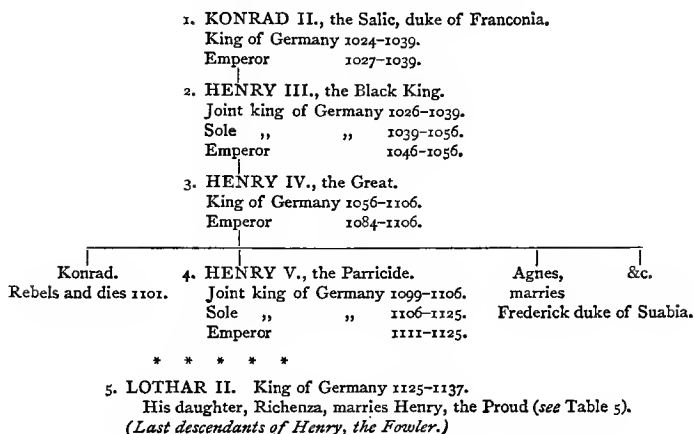 1. KONRAD II., the Salic, duke of Franconia.
King of Germany 1024–1039.
Emperor 1027–1039.
2. HENRY III., the Black King.
Joint king of Germany 1026–1039.
Sole ,, ,, 1039–1056.
Emperor 1046–1056.
3. HENRY IV., the Great.
King of Germany 1056–1106.
Emperor 1084–1106.
Konrad.
Rebels and dies 1101.
4. HENRY V., the Parricide.
Joint king of Germany 1099–1106.
Sole ,, ,, 1106–1125.
Emperor 1111–1125.
Agnes,
marries
Frederick duke of Suabia.
&c.
* * * * *
5. LOTHAR II. King of Germany 1125–1137.
His daughter, Richenza, marries Henry, the Proud (see Table 5).
(Last descendants of Henry, the Fowler.)